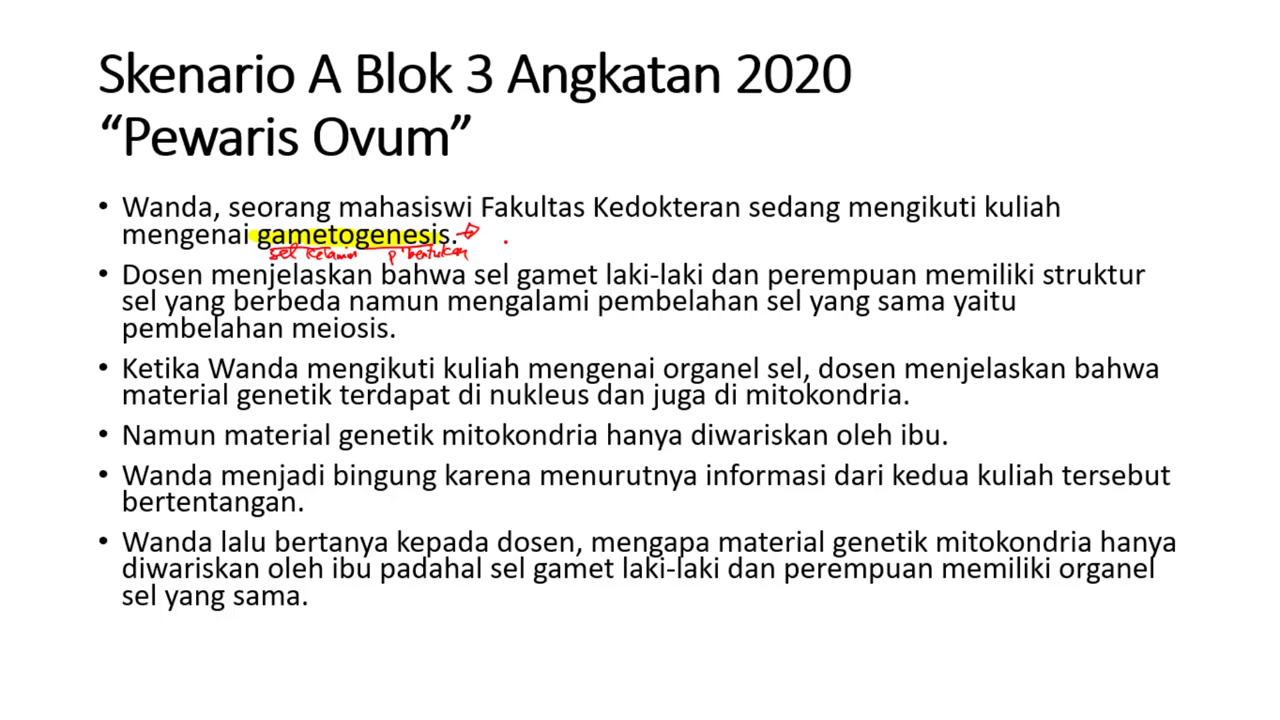 Skenario A Blok 3 Angkatan 2020
“Pewaris Ovum”
• Wanda, seorang mahasiswi Fakultas Kedokteran sedang mengikuti kuliah
mengenai gametogenesis.
sel kelamin p'bentukan
• Dosen menjelaskan bahwa sel gamet laki-laki dan perempuan memiliki struktur
sel yang berbeda namun mengalami pembelahan sel yang sama yaitu
pembelahan meiosis.
• Ketika Wanda mengikuti kuliah mengenai organel sel, dosen menjelaskan bahwa
material genetik terdapat di nukleus dan juga di mitokondria.
• Namun material genetik mitokondria hanya diwariskan oleh ibu.
• Wanda menjadi bingung karena menurutnya informasi dari kedua kuliah tersebut
bertentangan.
• Wanda lalu bertanya kepada dosen, mengapa material genetik mitokondria hanya
diwariskan oleh ibu padahal sel gamet laki-laki dan perempuan memiliki organel
sel yang sama.